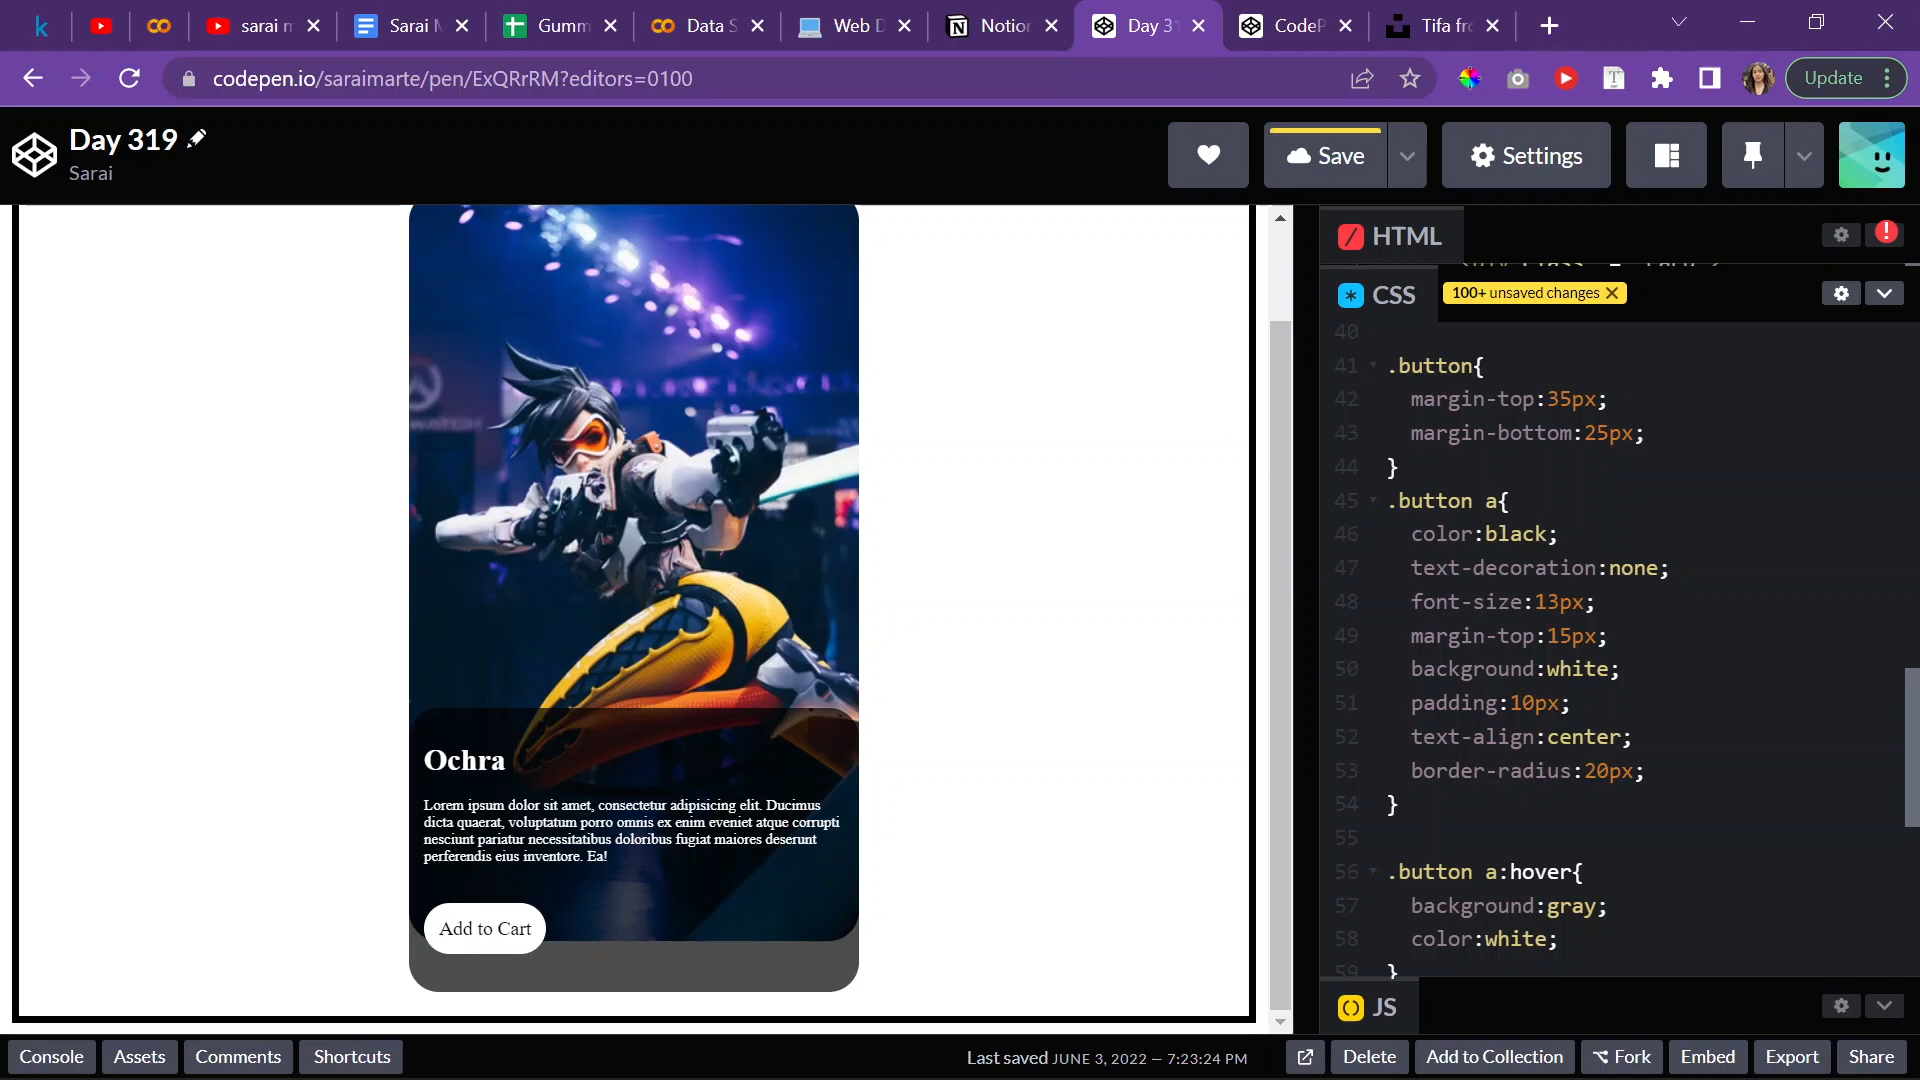 sarai m
Sarai M
Gumm
Data S
Web D
Notion
Day 31
CodeP
Tifa fro
codepen.io/saraimarte/pen/ExQRrRM?editors=0100
Update
Day 319
Sarai
Save
Settings
HTML
CSS
100+ unsaved changes
40
41 .button{
42 margin-top:35px;
43 margin-bottom:25px;
44 }
45 .button a{
46 color:black;
47 text-decoration:none;
48 font-size:13px;
49 margin-top:15px;
50 background:white;
51 padding:10px;
52 text-align:center;
53 border-radius:20px;
54 }
55
56 .button a:hover{
57 background:gray;
58 color:white;
59 }
JS
Ochra
Lorem ipsum dolor sit amet, consectetur adipisicing elit. Ducimus
dicta quaerat, voluptatum porro omnis ex enim eveniet atque corrupti
nesciunt pariatur necessitatibus doloribus fugiat maiores deserunt
perferendis eius inventore. Ea!
Add to Cart
Console
Assets
Comments
Shortcuts
Last saved JUNE 3, 2022 — 7:23:24 PM
Delete
Add to Collection
Fork
Embed
Export
Share